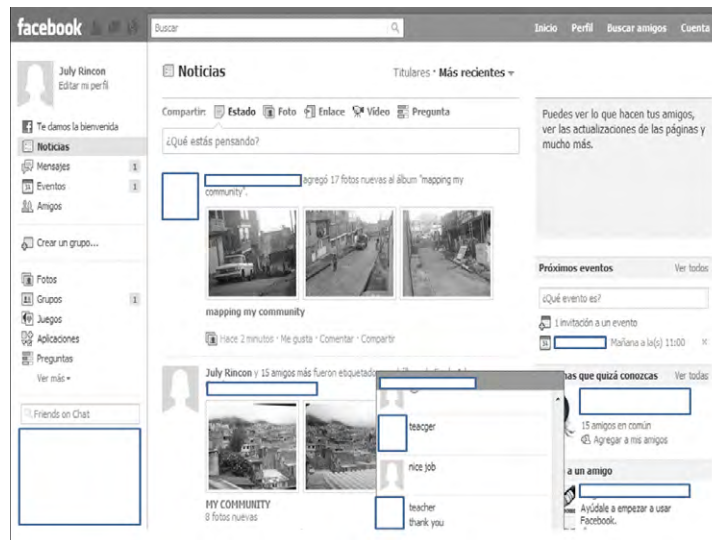 facebook
Buscar
Inicio Perfil Buscar amigos Cuenta
July Rincon
Editar mi perfil
Te damos la bienvenida
Noticias
Mensajes 1
Eventos 1
Amigos
Crear un grupo...
Fotos
Grupos 1
Juegos
Aplicaciones
Preguntas
Ver más
Friends on Chat
Noticias
Titulares · Más recientes
Compartir: Estado Foto Enlace Vídeo Pregunta
¿Qué estás pensando?
agregó 17 fotos nuevas al álbum "mapping my
community".
mapping my community
Hace 2 minutos · Me gusta · Comentar · Compartir
July Rincon y 15 amigos más fueron etiquetados
MY COMMUNITY
8 fotos nuevas
teacger
nice job
teacher
thank you
Puedes ver lo que hacen tus amigos,
ver las actualizaciones de las páginas y
mucho más.
Próximos eventos Ver todos
¿Qué evento es?
1 invitación a un evento
31 Mañana a la(s) 11:00 ×
nas que quizá conozcas Ver todas
15 amigos en común
Agregar a mis amigos
a un amigo
Ayúdale a empezar a usar
Facebook.